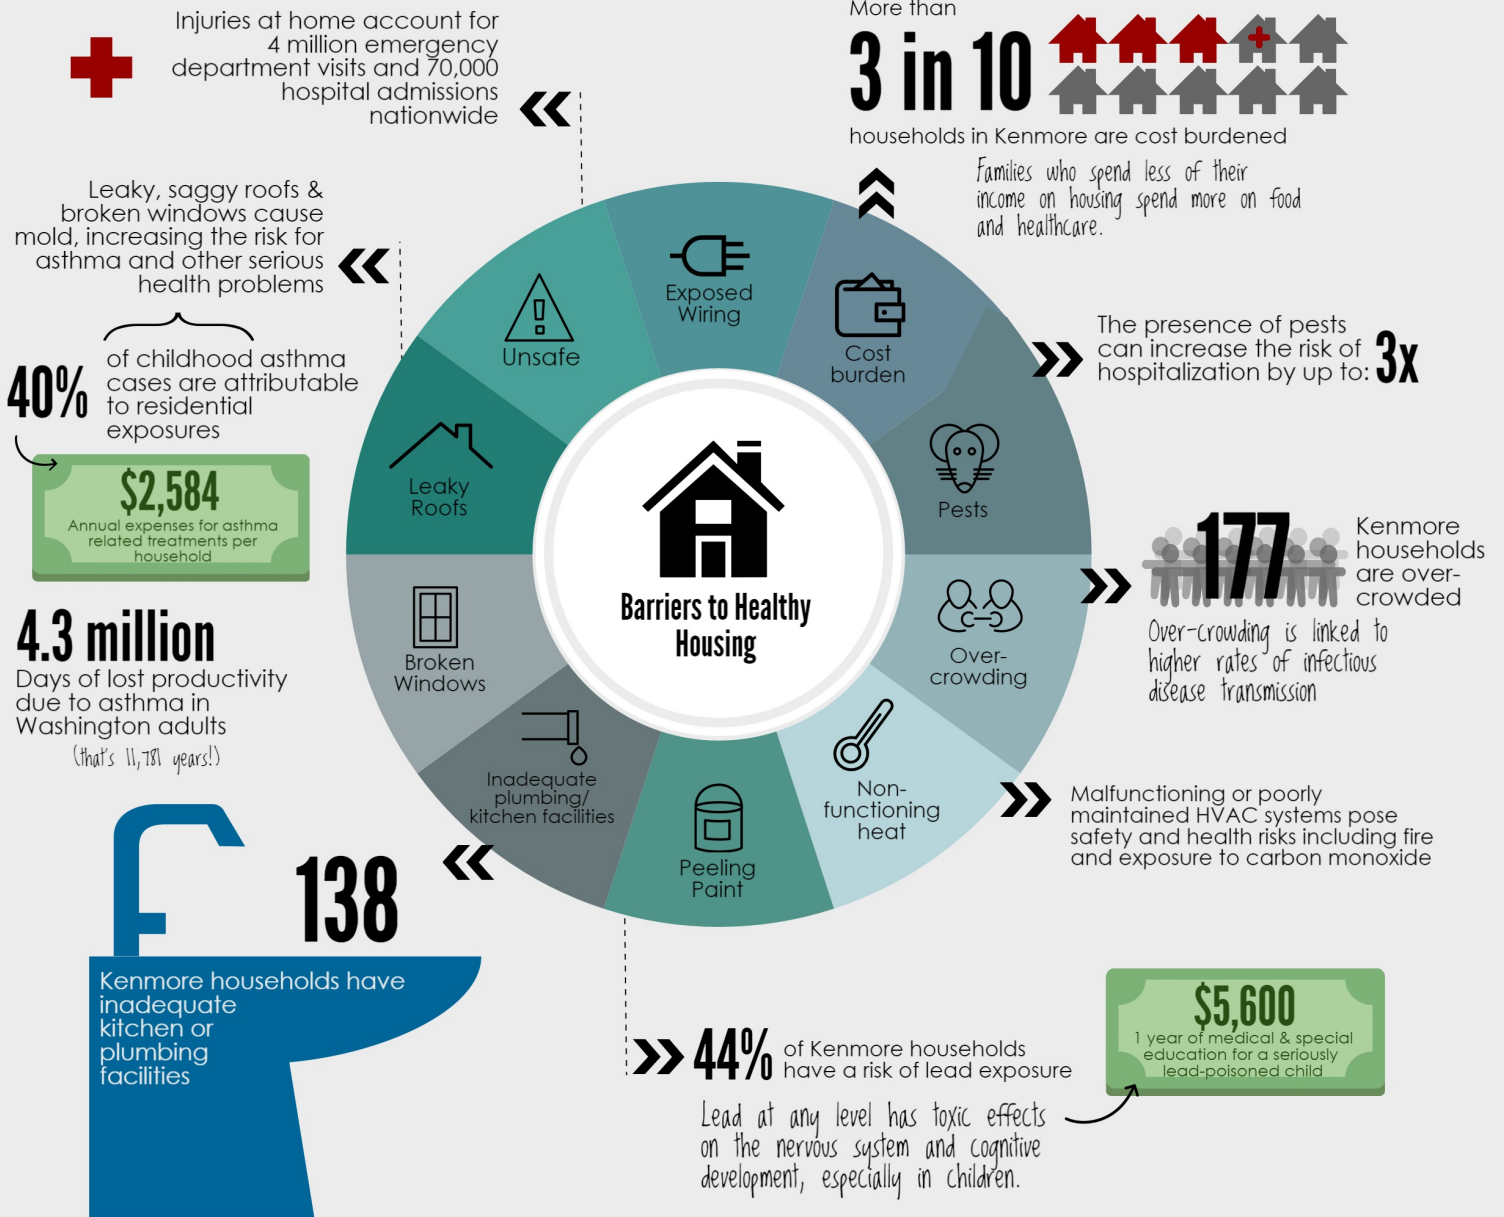 Injuries at home account for
4 million emergency
department visits and 70,000
hospital admissions
nationwide
More than
3 in 10
households in Kenmore are cost burdened
Families who spend less of their
income on housing spend more on food
and healthcare.
Leaky, saggy roofs &
broken windows cause
mold, increasing the risk for
asthma and other serious
health problems
40%
of childhood asthma
cases are attributable
to residential
exposures
$2,584
Annual expenses for asthma
related treatments per
household
4.3 million
Days of lost productivity
due to asthma in
Washington adults
(that's 11,781 years!)
Exposed
Wiring
Cost
burden
Pests
Over-
crowding
Non-
functioning
heat
Peeling
Paint
Inadequate
plumbing/
kitchen facilities
Broken
Windows
Leaky
Roofs
Unsafe
Barriers to Healthy
Housing
The presence of pests
can increase the risk of
hospitalization by up to: 3x
177
Kenmore
households
are over-
crowded
Over-crowding is linked to
higher rates of infectious
disease transmission
Malfunctioning or poorly
maintained HVAC systems pose
safety and health risks including fire
and exposure to carbon monoxide
138
Kenmore households have
inadequate
kitchen or
plumbing
facilities
44%
of Kenmore households
have a risk of lead exposure
Lead at any level has toxic effects
on the nervous system and cognitive
development, especially in children.
$5,600
1 year of medical & special
education for a seriously
lead-poisoned child